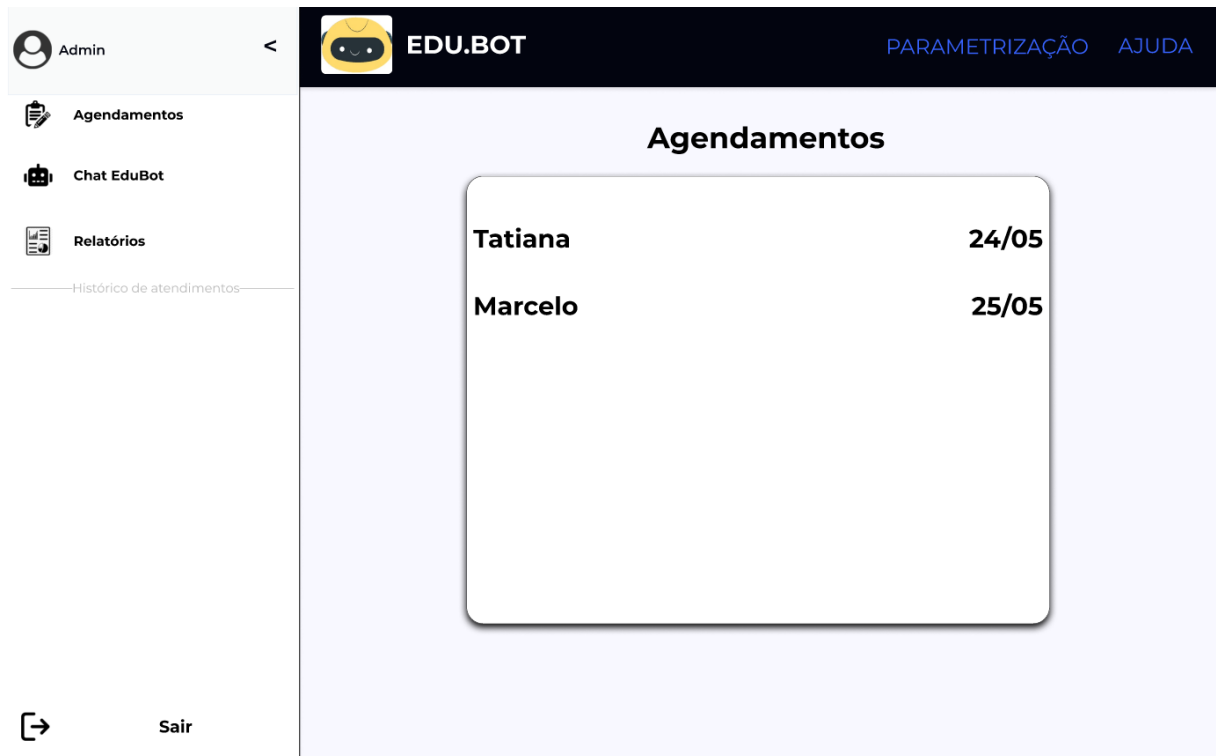 Admin <
Agendamentos
Chat EduBot
Relatórios
Histórico de atendimentos
Sair
EDU.BOT
PARAMETRIZAÇÃO AJUDA
Agendamentos
Tatiana 24/05
Marcelo 25/05